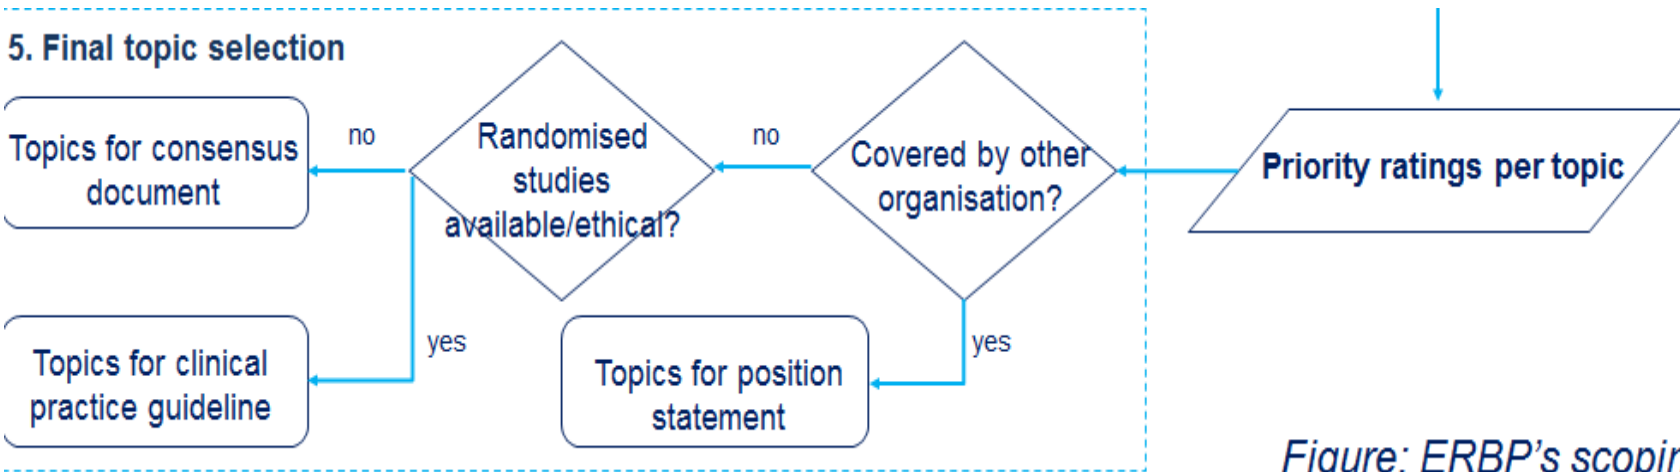 5. Final topic selection
Topics for consensus
document
no
Randomised
studies
available/ethical?
no
Covered by other
organisation?
Priority ratings per topic
Topics for clinical
practice guideline
yes
Topics for position
statement
yes
Figure: ERBP's